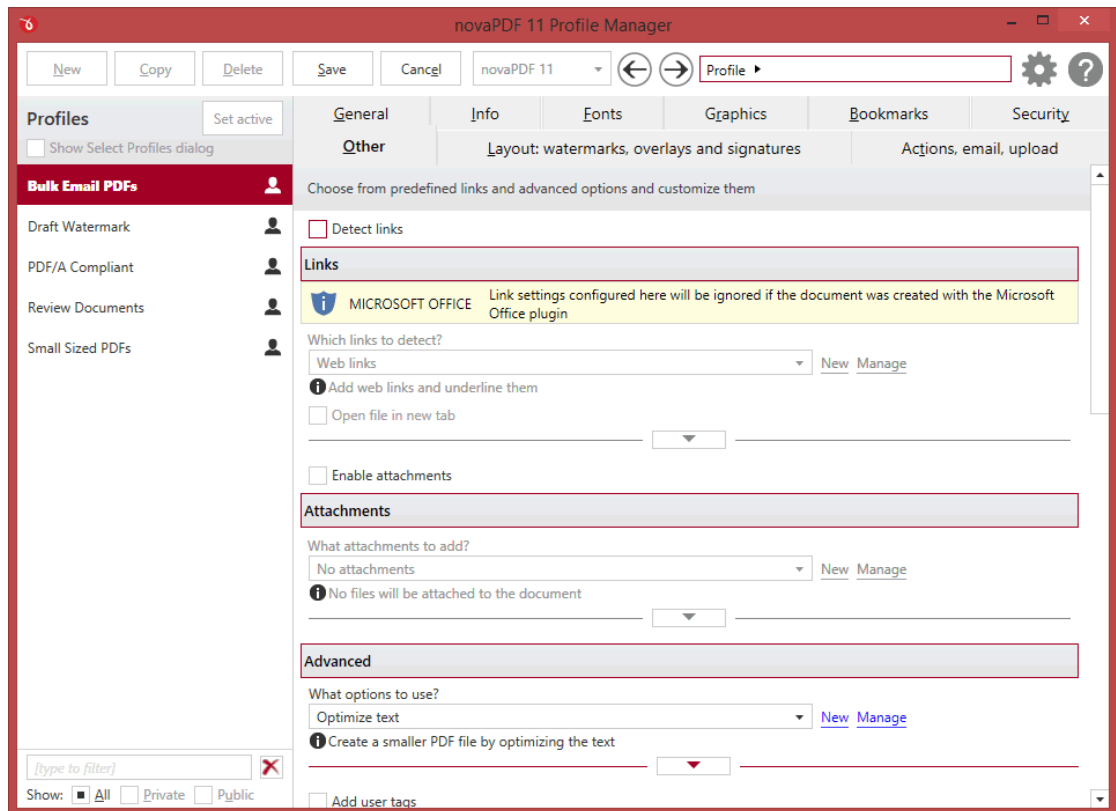 novaPDF 11 Profile Manager
New Copy Delete Save Cancel novaPDF 11 Profile
Profiles Set active
Show Select Profiles dialog
Bulk Email PDFs
Draft Watermark
PDF/A Compliant
Review Documents
Small Sized PDFs
[type to filter]
Show: All Private Public
General Info Fonts Graphics Bookmarks Security
Other Layout: watermarks, overlays and signatures Actions, email, upload
Choose from predefined links and advanced options and customize them
Detect links
Links
MICROSOFT OFFICE Link settings configured here will be ignored if the document was created with the Microsoft
Office plugin
Which links to detect?
Web links New Manage
Add web links and underline them
Open file in new tab
Enable attachments
Attachments
What attachments to add?
No attachments New Manage
No files will be attached to the document
Advanced
What options to use?
Optimize text New Manage
Create a smaller PDF file by optimizing the text
Add user tags